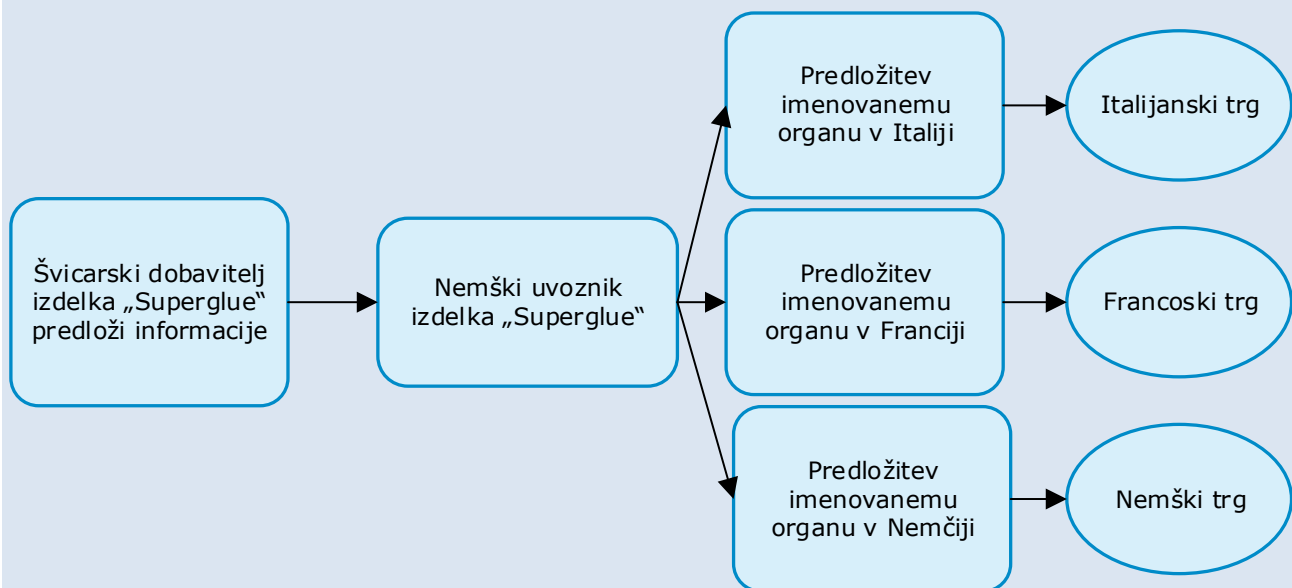 Švicarski dobavitelj
izdelka „Superglue“
predloži informacije
Nemški uvoznik
izdelka „Superglue“
Predložitev
imenovanemu
organu v Italiji
Italijanski trg
Predložitev
imenovanemu
organu v Franciji
Francoski trg
Predložitev
imenovanemu
organu v Nemčiji
Nemški trg